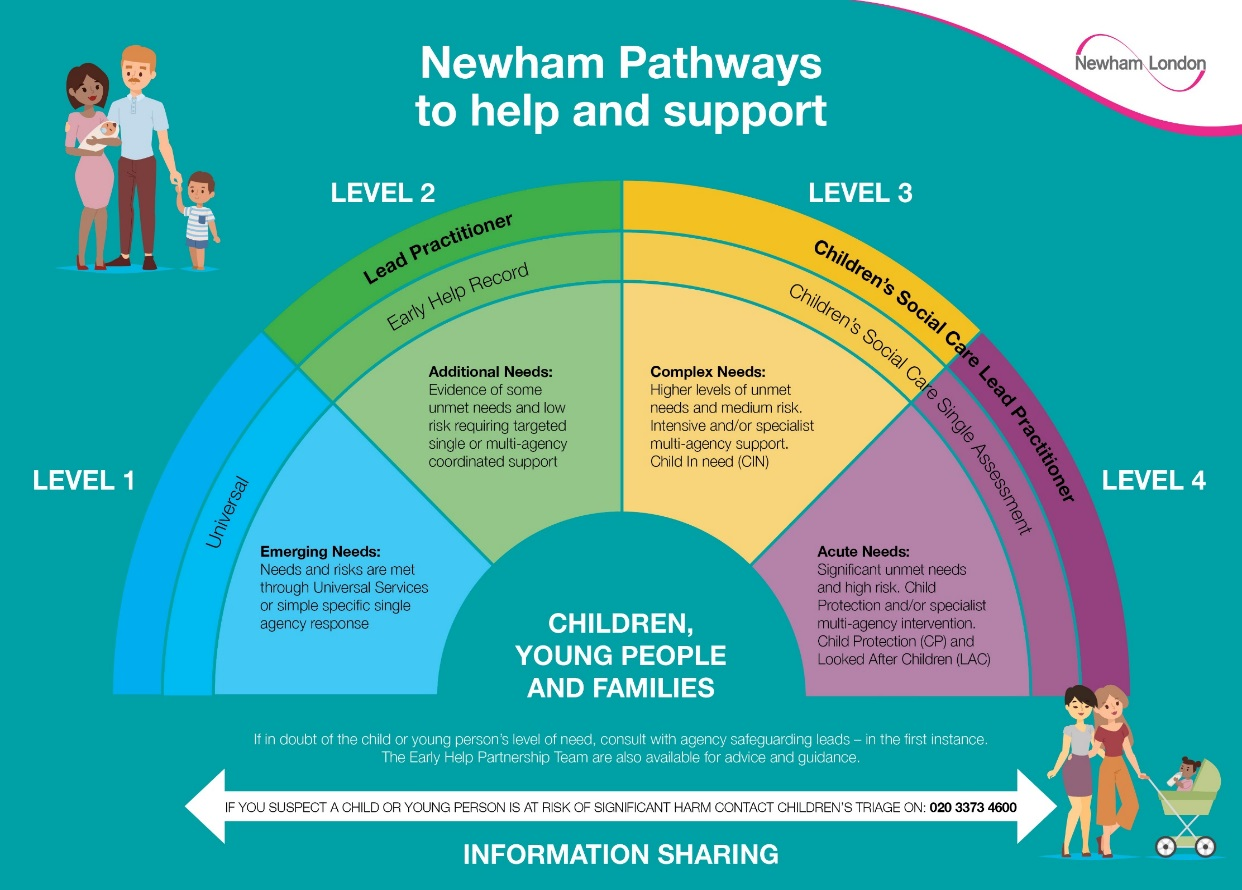 Newham Pathways
to help and support
Newham London
LEVEL 1
Universal
Emerging Needs:
Needs and risks are met
through Universal Services
or simple specific single
agency response
LEVEL 2
Lead Practitioner
Early Help Record
Additional Needs:
Evidence of some
unmet needs and low
risk requiring targeted
single or multi-agency
coordinated support
LEVEL 3
Children's Social Care Lead Practitioner
Children's Social Care Single Assessment
Complex Needs:
Higher levels of unmet
needs and medium risk.
Intensive and/or specialist
multi-agency support.
Child In need (CIN)
LEVEL 4
Acute Needs:
Significant unmet needs
and high risk. Child
Protection and/or specialist
multi-agency intervention.
Child Protection (CP) and
Looked After Children (LAC)
CHILDREN,
YOUNG PEOPLE
AND FAMILIES
If in doubt of the child or young person's level of need, consult with agency safeguarding leads – in the first instance.
The Early Help Partnership Team are also available for advice and guidance.
IF YOU SUSPECT A CHILD OR YOUNG PERSON IS AT RISK OF SIGNIFICANT HARM CONTACT CHILDREN'S TRIAGE ON: 020 3373 4600
INFORMATION SHARING